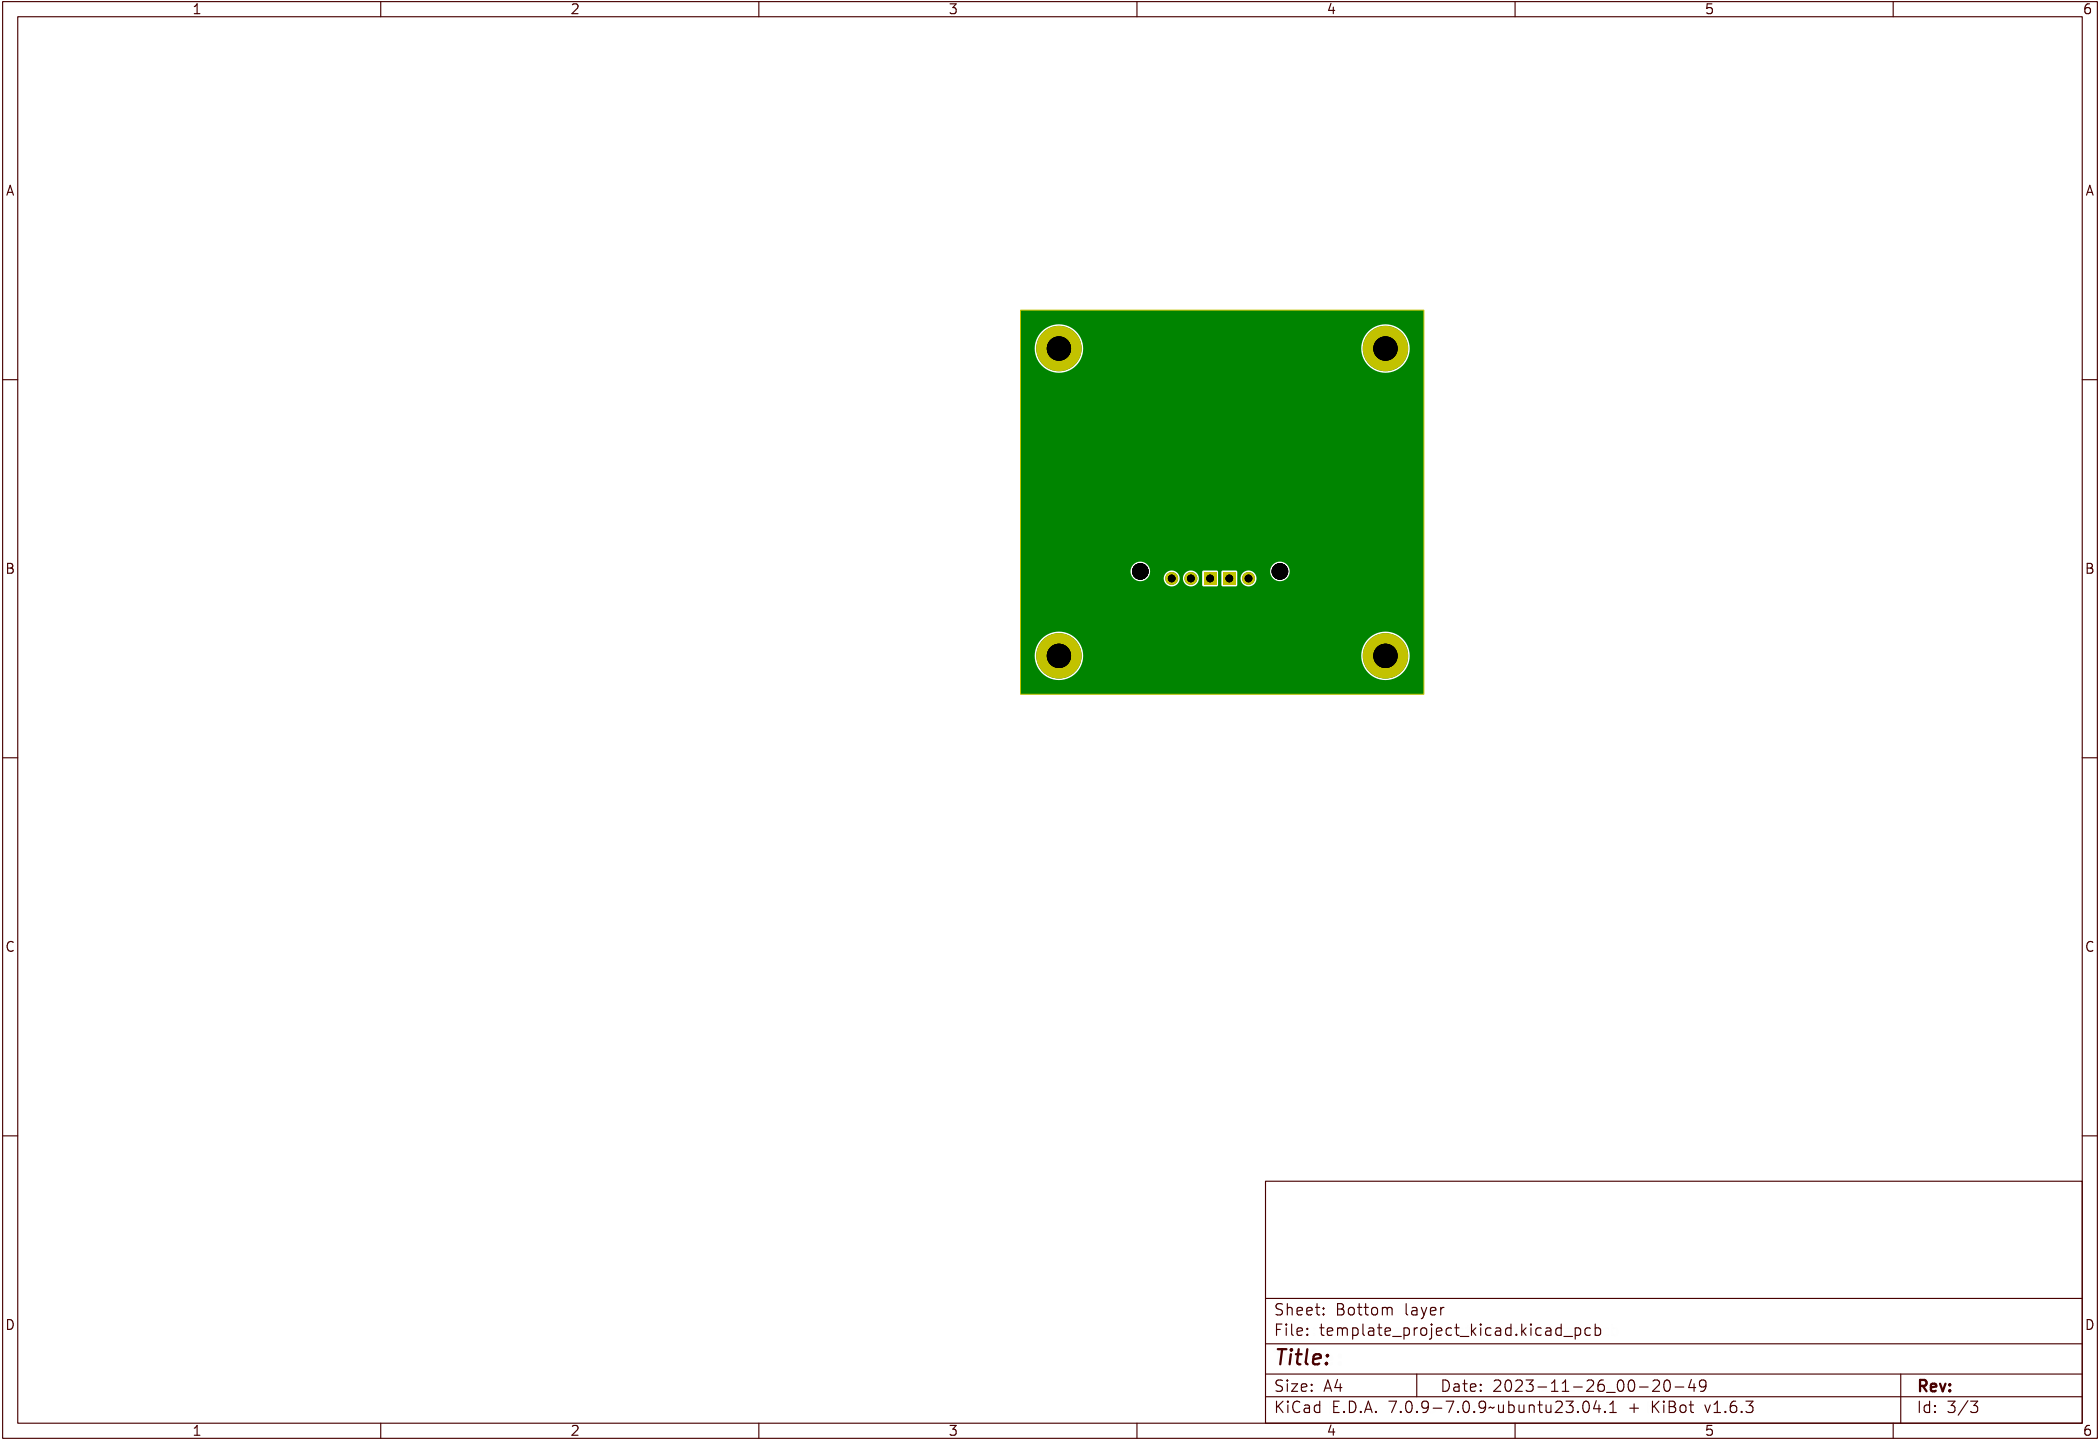 1 2 3 4 5 6
A A
B B
C C
D D
Sheet: Bottom layer
File: template_project_kicad.kicad_pcb
Title:
Size: A4 Date: 2023-11-26_00-20-49 Rev:
KiCad E.D.A. 7.0.9-7.0.9~ubuntu23.04.1 + KiBot v1.6.3 Id: 3/3
1 2 3 4 5 6